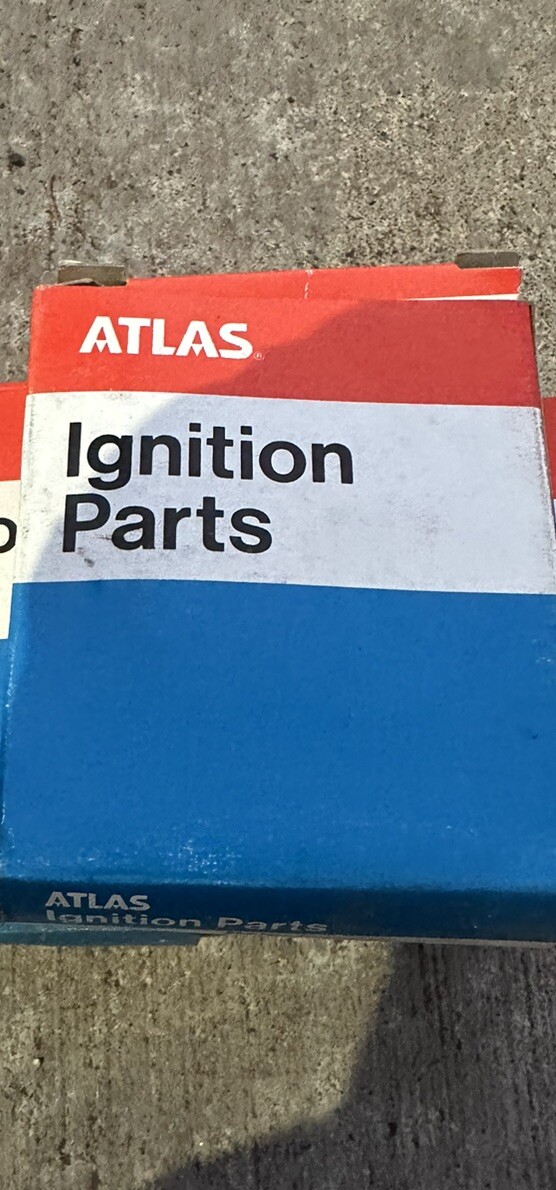 ATLAS®
Ignition
Parts
ATLAS
Ignition Parts